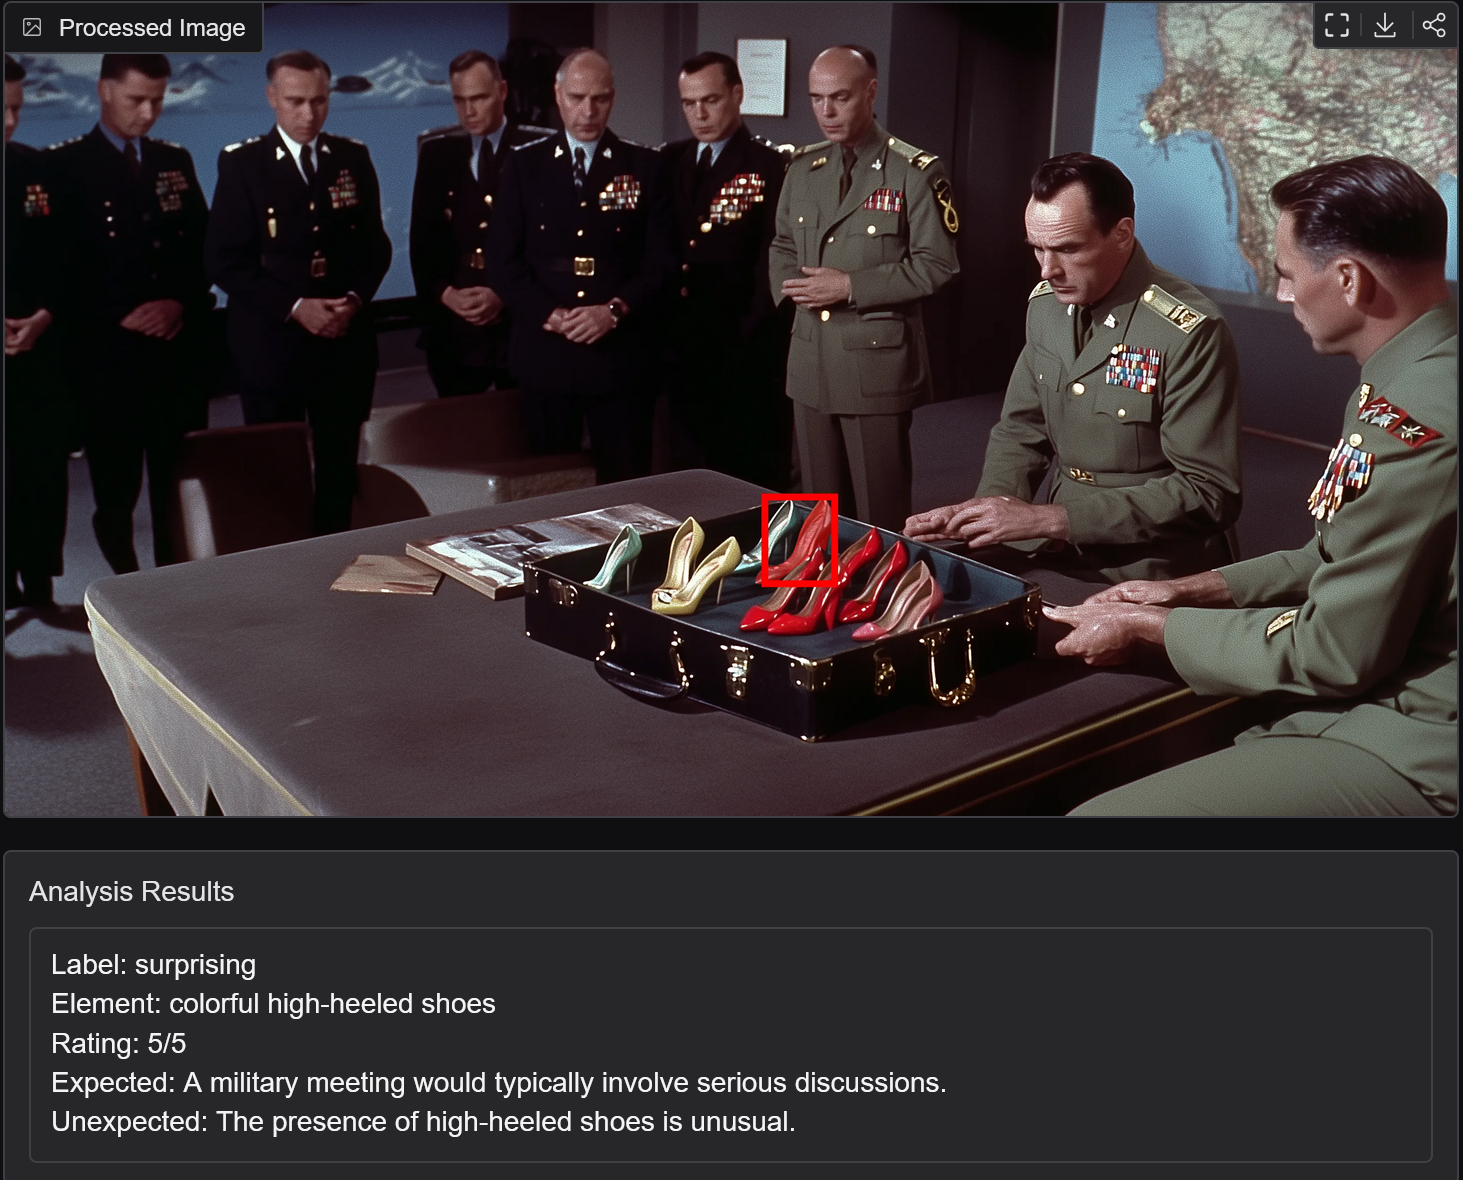 Processed Image
Analysis Results
Label: surprising
Element: colorful high-heeled shoes
Rating: 5/5
Expected: A military meeting would typically involve serious discussions.
Unexpected: The presence of high-heeled shoes is unusual.